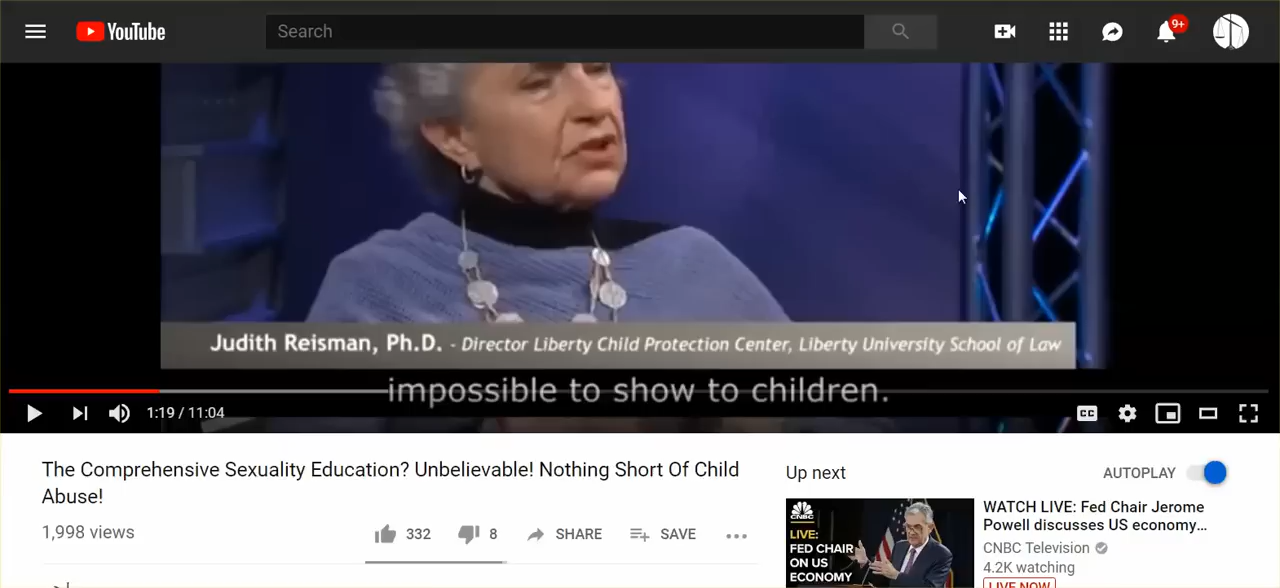 YouTube
Search
9+
Judith Reisman, Ph.D. - Director Liberty Child Protection Center, Liberty University School of Law
impossible to show to children.
1:19 / 11:04
CC
The Comprehensive Sexuality Education? Unbelievable! Nothing Short Of Child
Abuse!
1,998 views
332
8
SHARE
SAVE
Up next
AUTOPLAY
CNBC
LIVE:
FED CHAIR
ON US
ECONOMY
WATCH LIVE: Fed Chair Jerome
Powell discusses US economy...
CNBC Television
4.2K watching
LIVE NOW